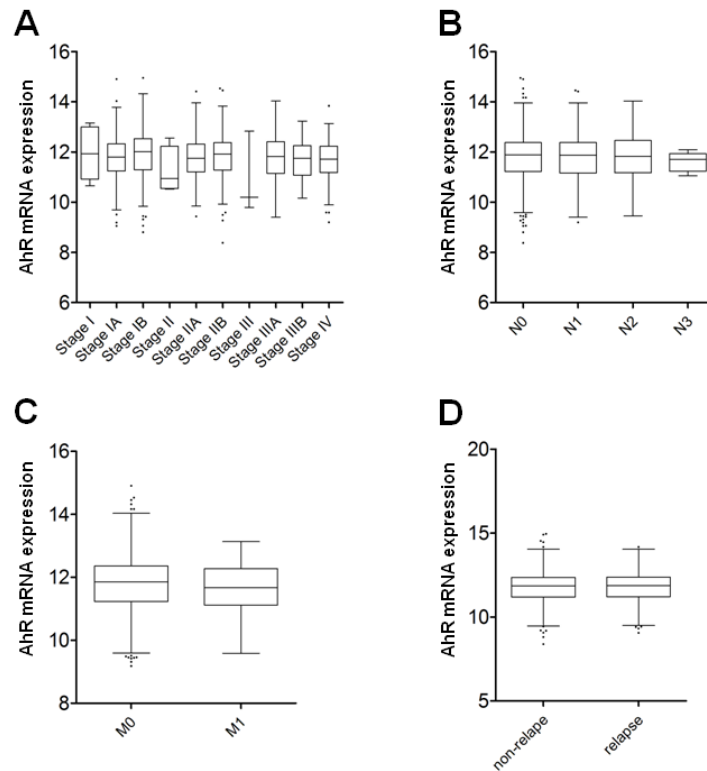 A
AhR mRNA expression
16
14
12
10
8
6
Stage I
Stage IA
Stage IB
Stage II
Stage IIA
Stage IIB
Stage III
Stage IIIA
Stage IIIB
Stage IV
B
AhR mRNA expression
16
14
12
10
8
6
N0
N1
N2
N3
C
AhR mRNA expression
16
14
12
10
8
M0
M1
D
AhR mRNA expression
20
15
10
5
non-relape
relapse